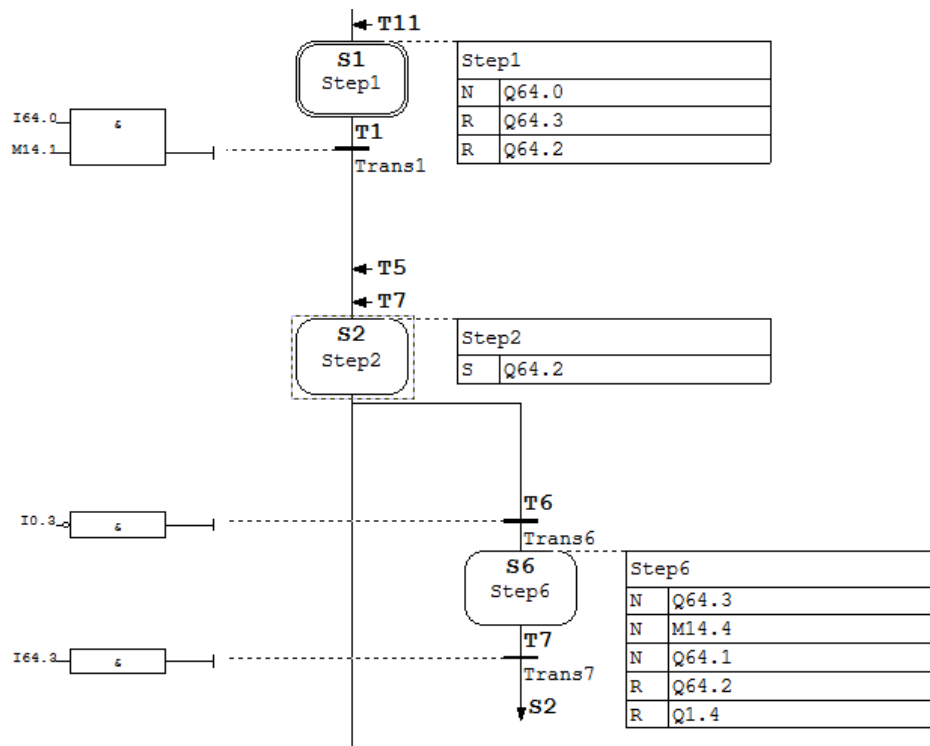 T11
S1
Step1
Step1
N Q64.0
R Q64.3
R Q64.2
I64.0
&
M14.1
T1
Trans1
T5
T7
S2
Step2
Step2
S Q64.2
T6
I0.3
&
Trans6
S6
Step6
Step6
N Q64.3
N M14.4
N Q64.1
R Q64.2
R Q1.4
T7
I64.3
&
Trans7
S2